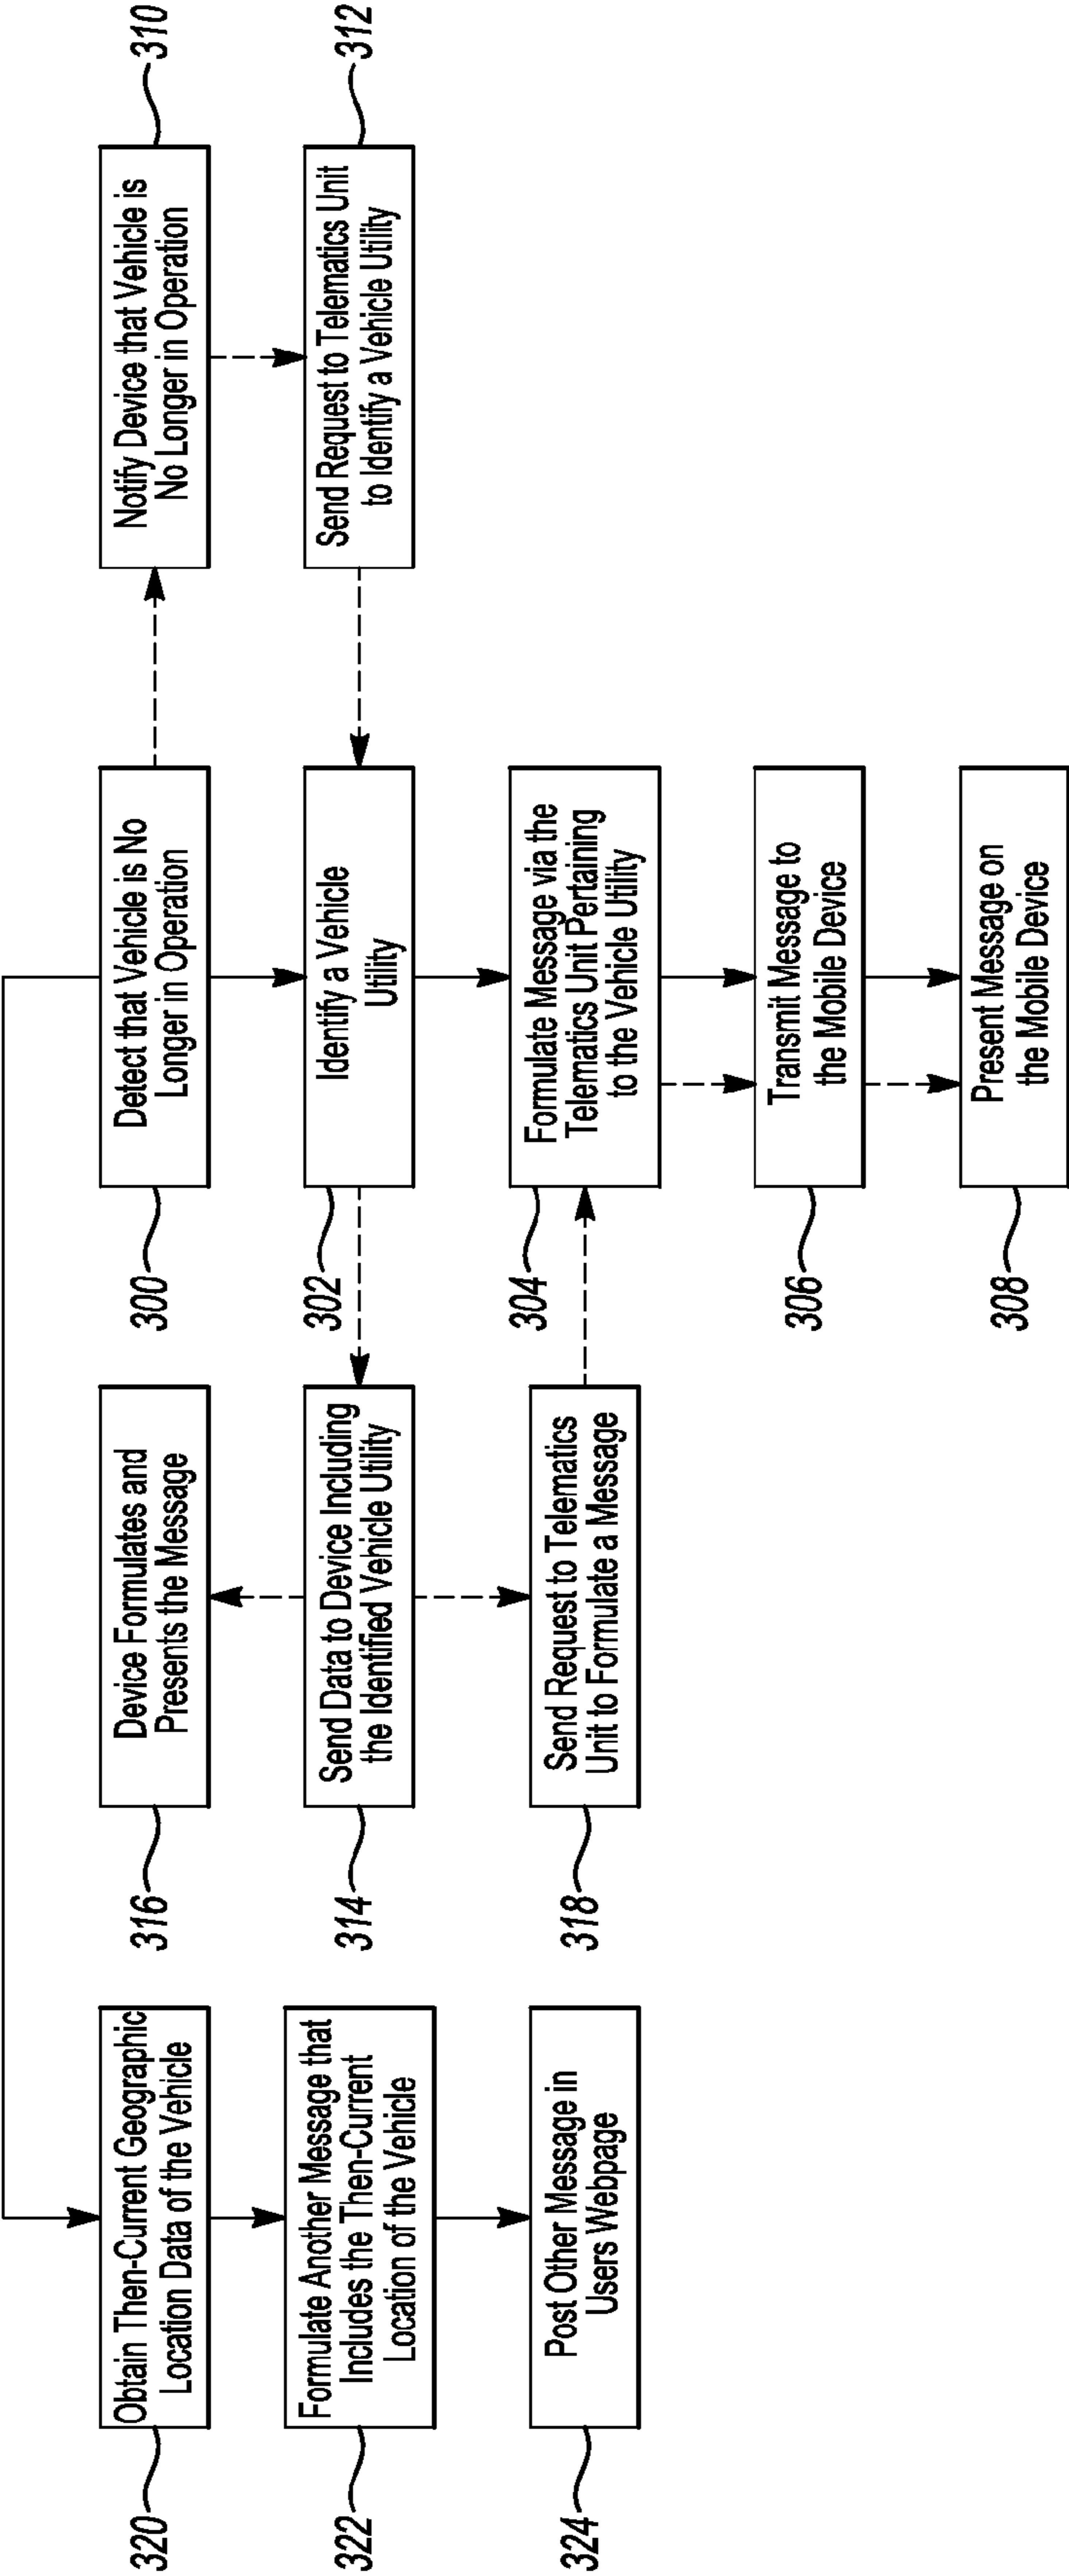 320
Obtain Then-Current Geographic
Location Data of the Vehicle
322
Formulate Another Message that
Includes the Then-Current
Location of the Vehicle
324
Post Other Message in
Users Webpage
316
Device Formulates and
Presents the Message
314
Send Data to Device Including
the Identified Vehicle Utility
318
Send Request to Telematics
Unit to Formulate a Message
300
Detect that Vehicle is No
Longer in Operation
302
Identify a Vehicle
Utility
304
Formulate Message via the
Telematics Unit Pertaining
to the Vehicle Utility
306
Transmit Message to
the Mobile Device
308
Present Message on
the Mobile Device
310
Notify Device that Vehicle is
No Longer in Operation
312
Send Request to Telematics Unit
to Identify a Vehicle Utility